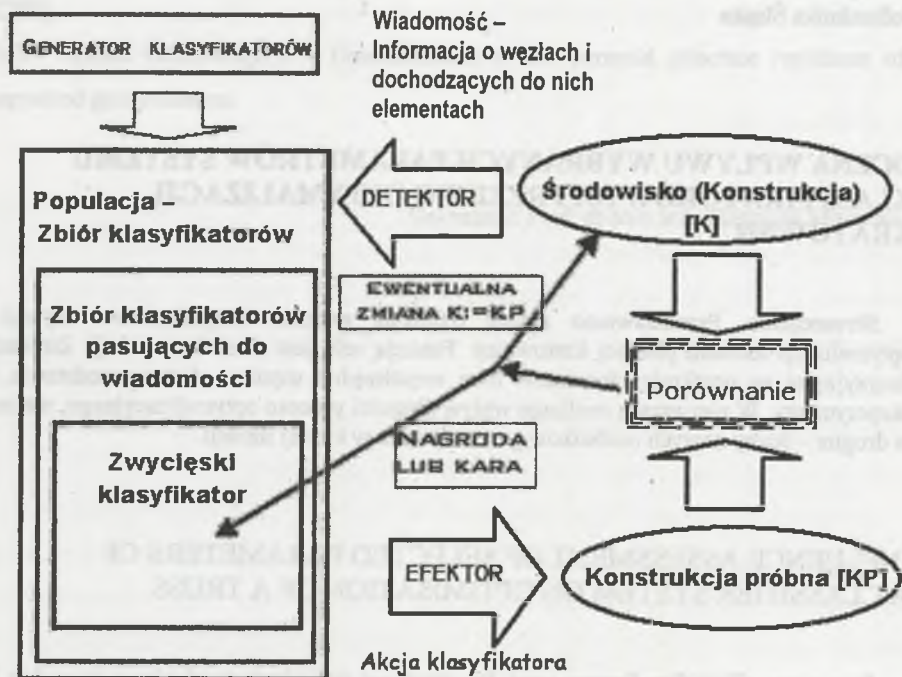 GENERATOR KLASYFIKATORÓW
Wiadomość –
Informacja o węzłach i
dochodzących do nich
elementach
Populacja –
Zbiór klasyfikatorów
DETEKTOR
Środowisko (Konstrukcja)
[K]
EWENTUALNA
ZMIANA K:=KP
Zbiór klasyfikatorów
pasujących do
wiadomości
Porównanie
Zwycięski
klasyfikator
NAGRODA
LUB KARA
EFEKTOR
Konstrukcja próbna [KP]
Akcja klasyfikatora